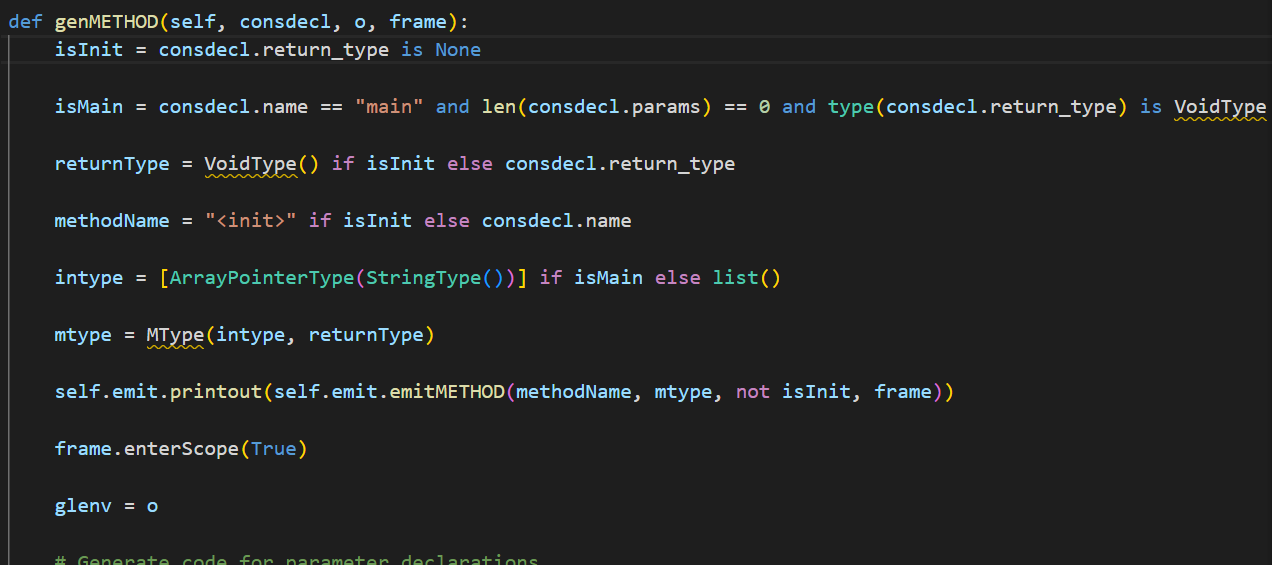 def genMETHOD(self, consdecl, o, frame):
isInit = consdecl.return_type is None
isMain = consdecl.name == "main" and len(consdecl.params) == 0 and type(consdecl.return_type) is VoidType
returnType = VoidType() if isInit else consdecl.return_type
methodName = "<init>" if isInit else consdecl.name
intype = [ArrayPointerType(StringType())] if isMain else list()
mtype = MType(intype, returnType)
self.emit.printout(self.emit.emitMETHOD(methodName, mtype, not isInit, frame))
frame.enterScope(True)
glenv = o
# Generate code for parameter declarations